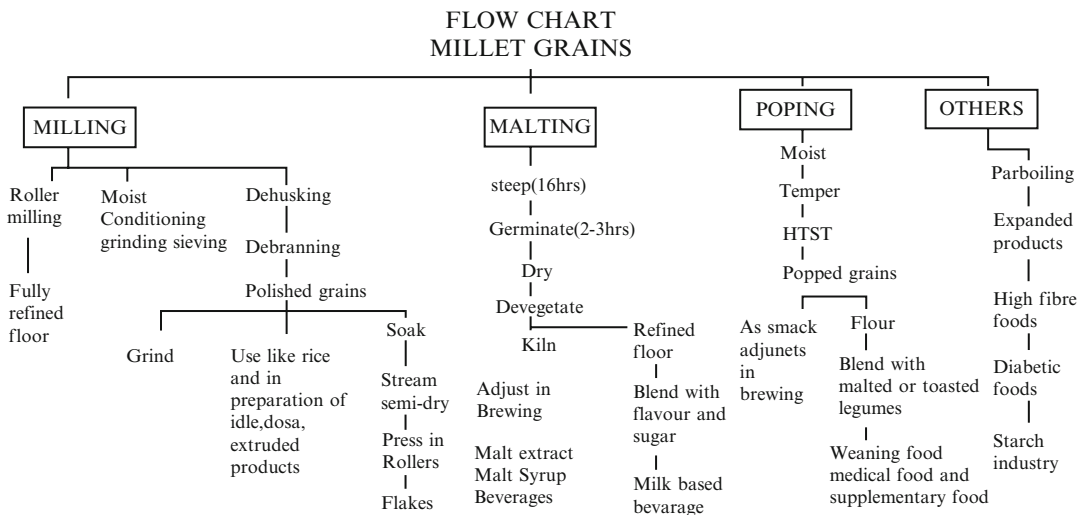 FLOW CHART
MILLET GRAINS
MILLING
Roller
milling
Fully
refined
floor
Moist
Conditioning
grinding sieving
Dehusking
Debranning
Polished grains
Grind
Use like rice
and in
preparation of
idle,dosa,
extruded
products
Soak
Stream
semi-dry
Press in
Rollers
Flakes
MALTING
steep(16hrs)
Germinate(2-3hrs)
Dry
Devegetate
Kiln
Adjust in
Brewing
Malt extract
Malt Syrup
Beverages
Refined
floor
Blend with
flavour and
sugar
Milk based
bevarage
POPING
Moist
Temper
HTST
Popped grains
As smack
adjunets
in
brewing
Flour
Blend with
malted or toasted
legumes
Weaning food
medical food and
supplementary food
OTHERS
Parboiling
Expanded
products
High fibre
foods
Diabetic
foods
Starch
industry